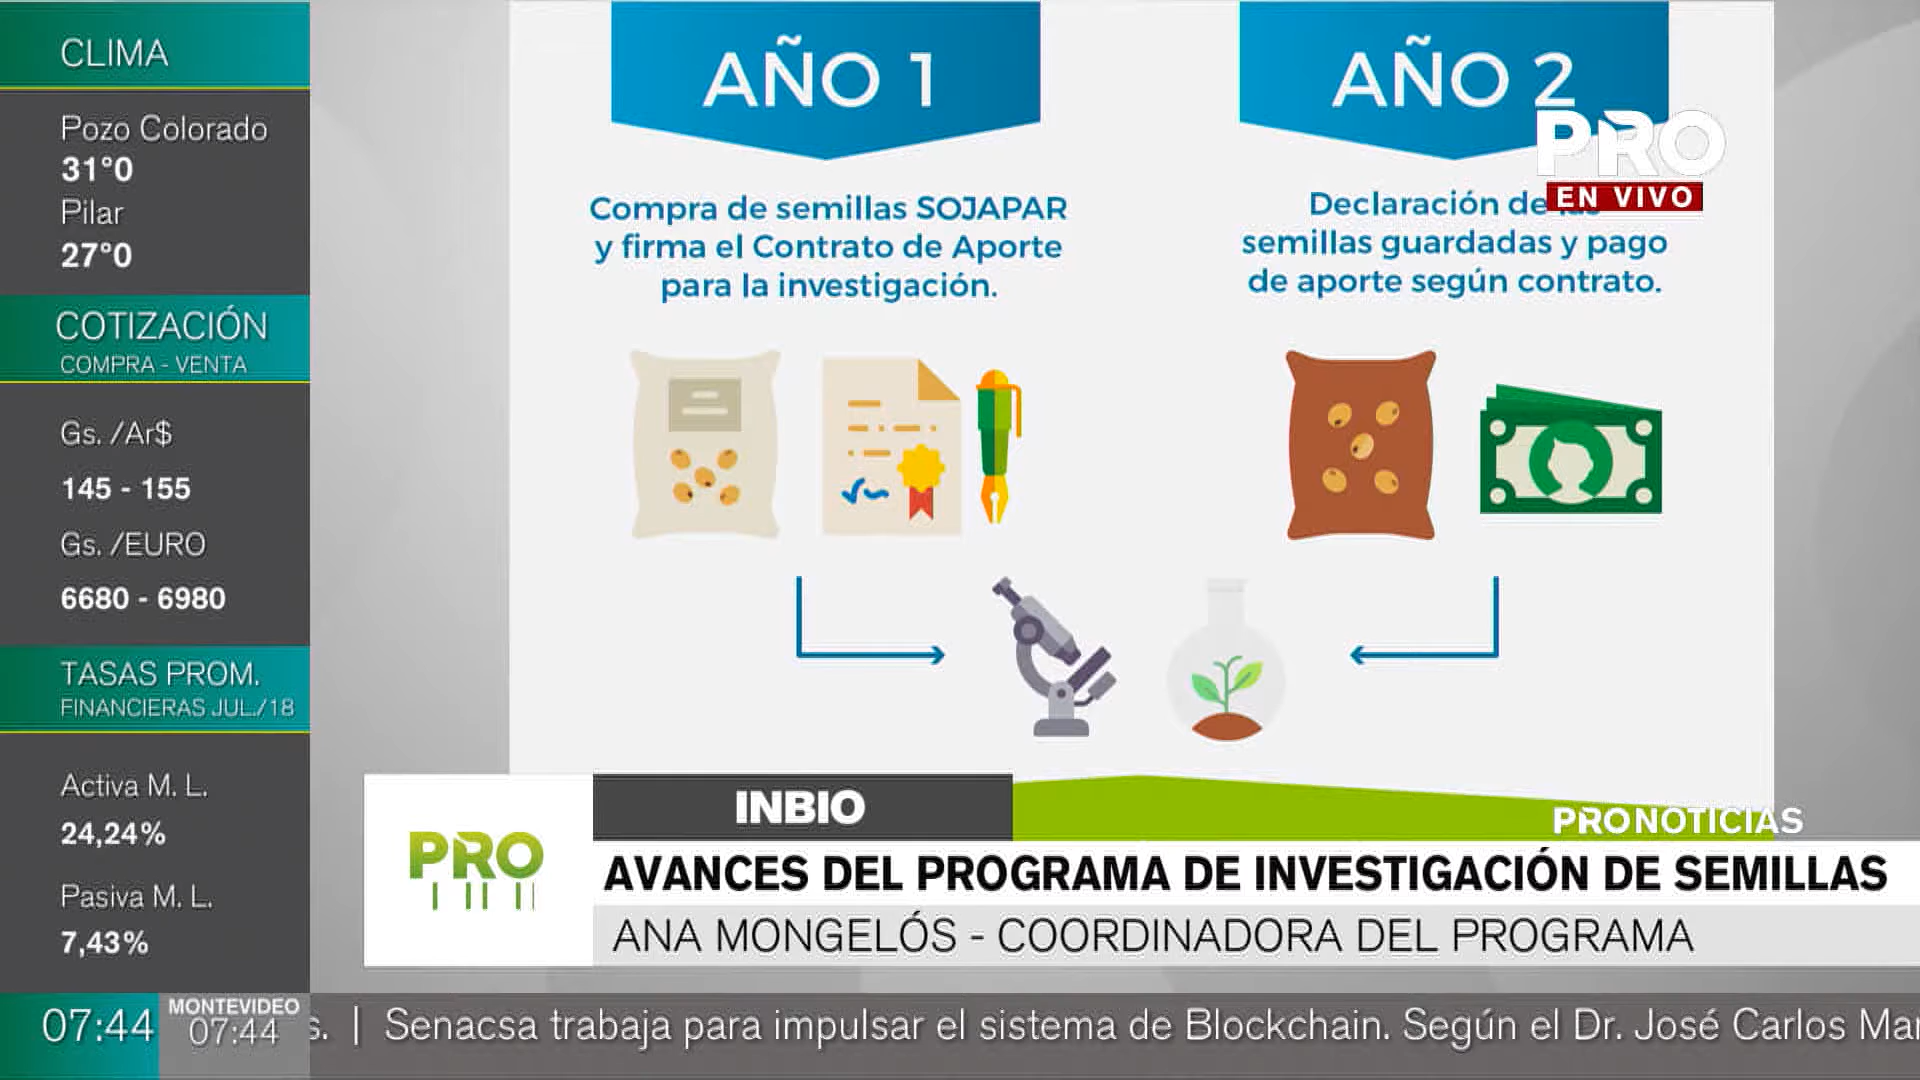 CLIMA
Pozo Colorado
31°0
Pilar
27°0
COTIZACIÓN
COMPRA - VENTA
Gs. /Ar$
145 - 155
Gs. /EURO
6680 - 6980
TASAS PROM.
FINANCIERAS JUL./18
Activa M. L.
24,24%
Pasiva M. L.
7,43%
AÑO 1
Compra de semillas SOJAPAR
y firma el Contrato de Aporte
para la investigación.
AÑO 2
Declaración de
semillas guardadas y pago
de aporte según contrato.
PRO
EN VIVO
PRO
INBIO
PRONOTICIAS
AVANCES DEL PROGRAMA DE INVESTIGACIÓN DE SEMILLAS
ANA MONGELÓS - COORDINADORA DEL PROGRAMA
07:44
MONTEVIDEO
07:44
s. | Senacsa trabaja para impulsar el sistema de Blockchain. Según el Dr. José Carlos